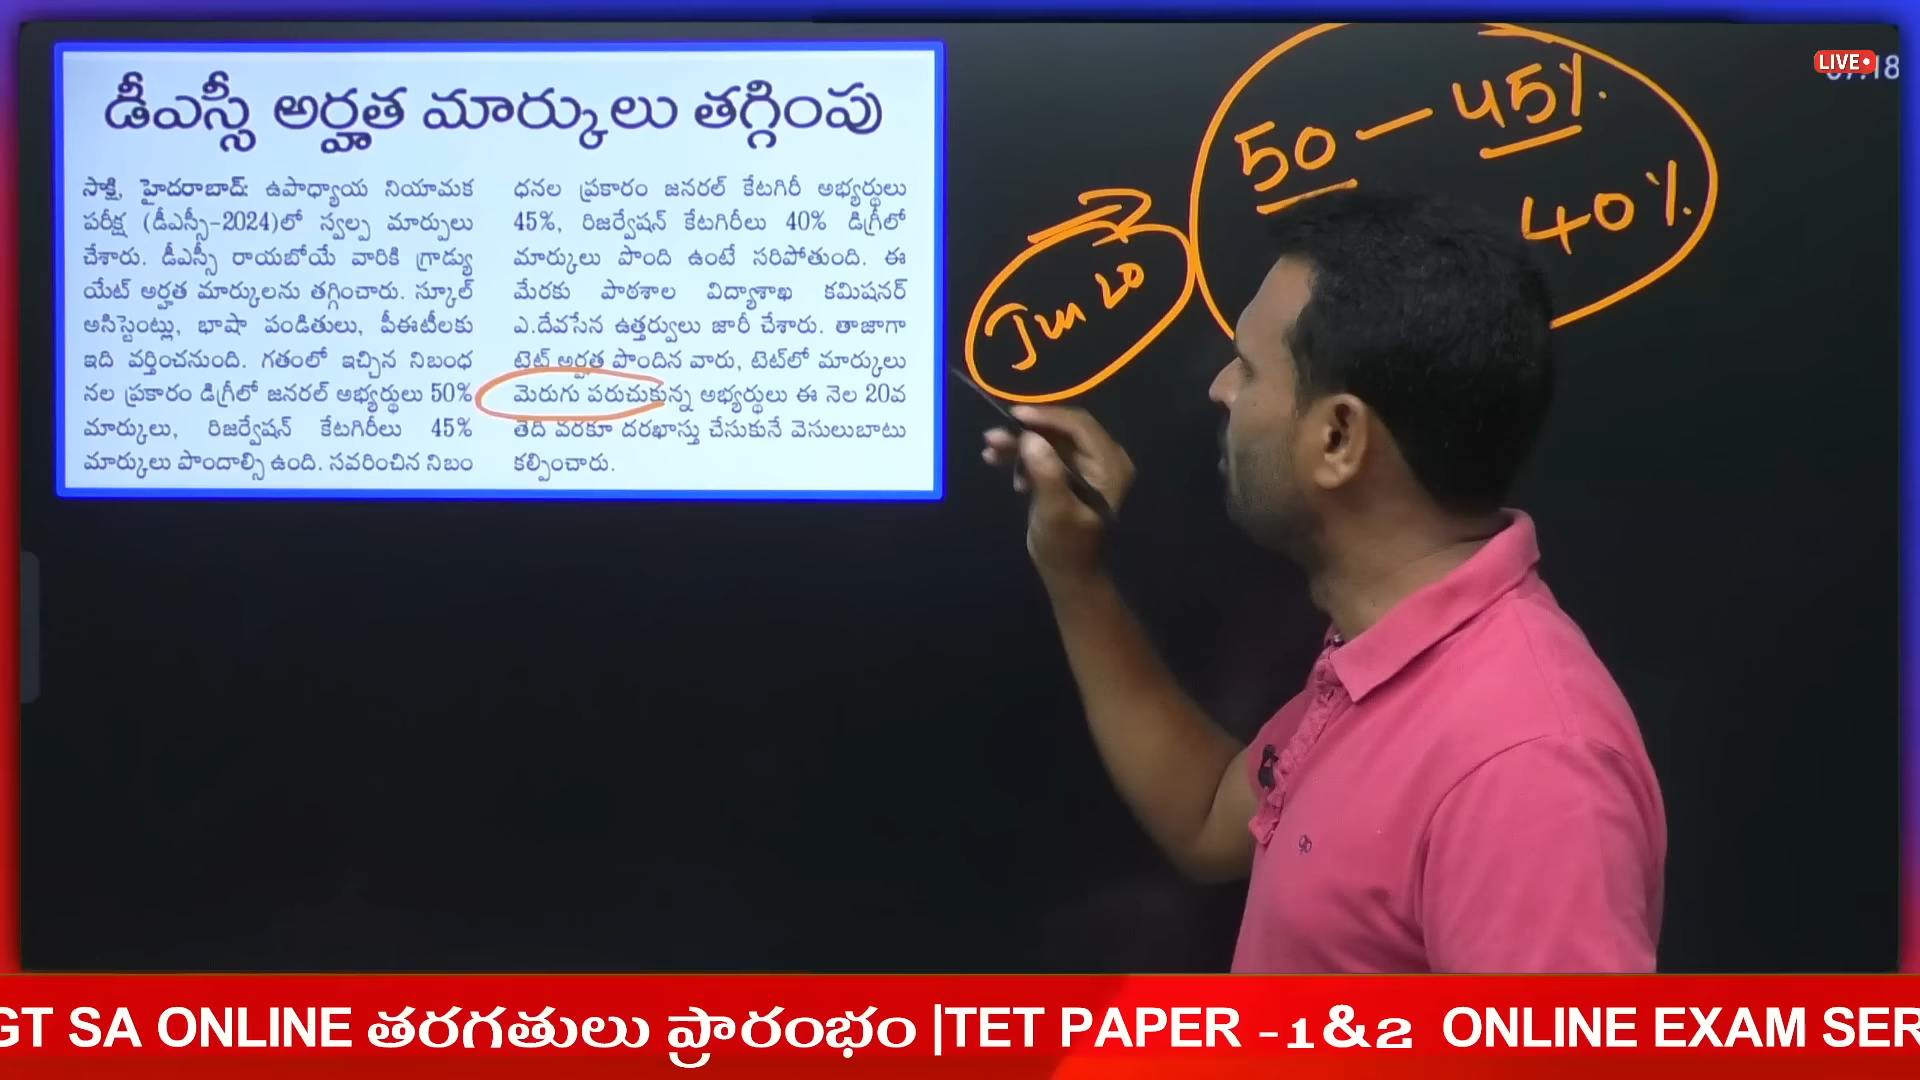 డీఎస్సీ అర్హత మార్కులు తగ్గింపు
సాక్షి, హైదరాబాద్: ఉపాధ్యాయ నియామక
పరీక్ష (డీఎస్సీ-2024)లో స్వల్ప మార్పులు
చేశారు. డీఎస్సీ రాయబోయే వారికి గ్రాడ్యు
యేట్ అర్హత మార్కులను తగ్గించారు. స్కూల్
అసిస్టెంట్లు, భాషా పండితులు, పీఈటీలకు
ఇది వర్తించనుంది. గతంలో ఇచ్చిన నిబంధ
నల ప్రకారం డిగ్రీలో జనరల్ అభ్యర్థులు 50%
మార్కులు, రిజర్వేషన్ కేటగిరీలు 45%
మార్కులు పొందాల్సి ఉంది. సవరించిన నిబం
ధనల ప్రకారం జనరల్ కేటగిరీ అభ్యర్థులు
45%, రిజర్వేషన్ కేటగిరీలు 40% డిగ్రీలో
మార్కులు పొంది ఉంటే సరిపోతుంది. ఈ
మేరకు పాఠశాల విద్యాశాఖ కమిషనర్
ఎ.దేవసేన ఉత్తర్వులు జారీ చేశారు. తాజాగా
టెట్ అర్హత పొందిన వారు, టెట్‌లో మార్కులు
మెరుగు పరుచుకున్న అభ్యర్థులు ఈ నెల 20వ
తేదీ వరకూ దరఖాస్తు చేసుకునే వెసులుబాటు
కల్పించారు.
50 — 45%
40%
Jun 20
LIVE
GT SA ONLINE తరగతులు ప్రారంభం |TET PAPER -1&2 ONLINE EXAM SER